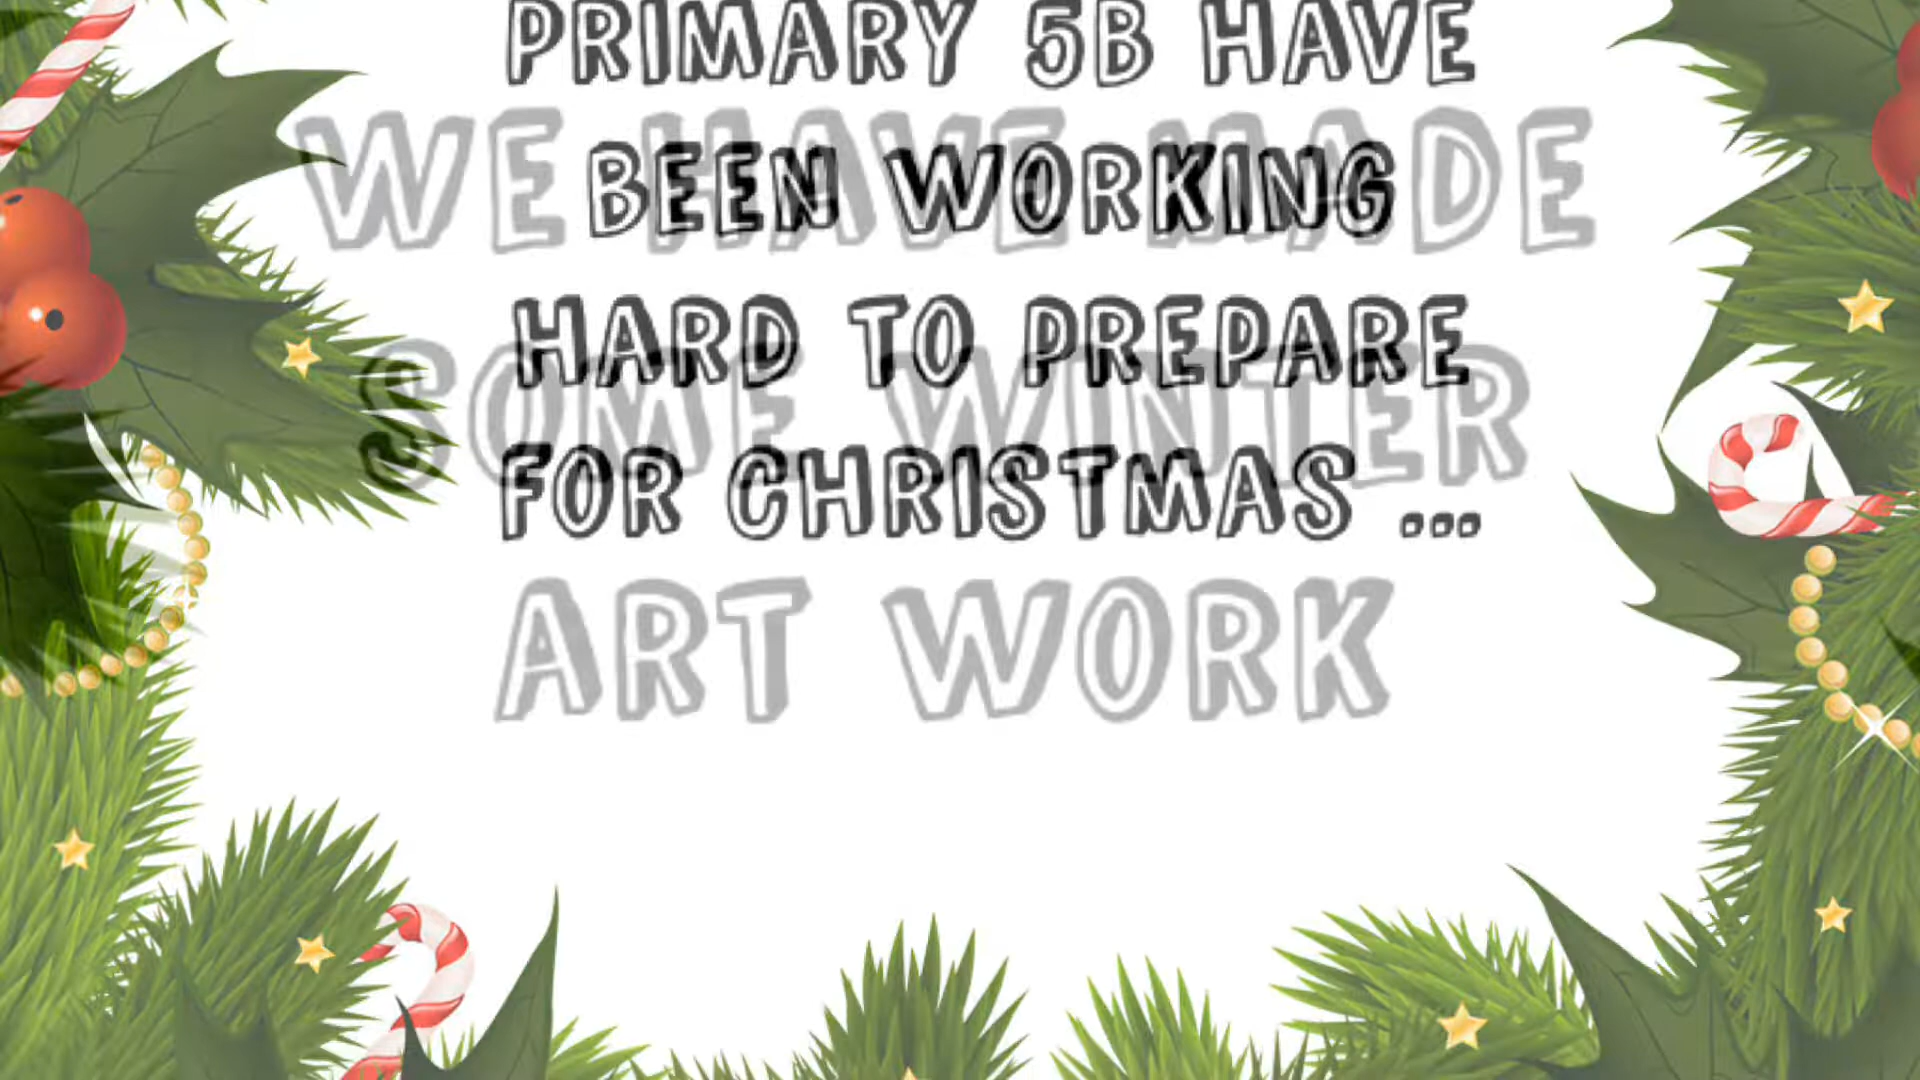 PRIMARY 5B HAVE
BEEN WORKING
HARD TO PREPARE
FOR CHRISTMAS ...
WE HAVE MADE
SOME WINTER
ART WORK